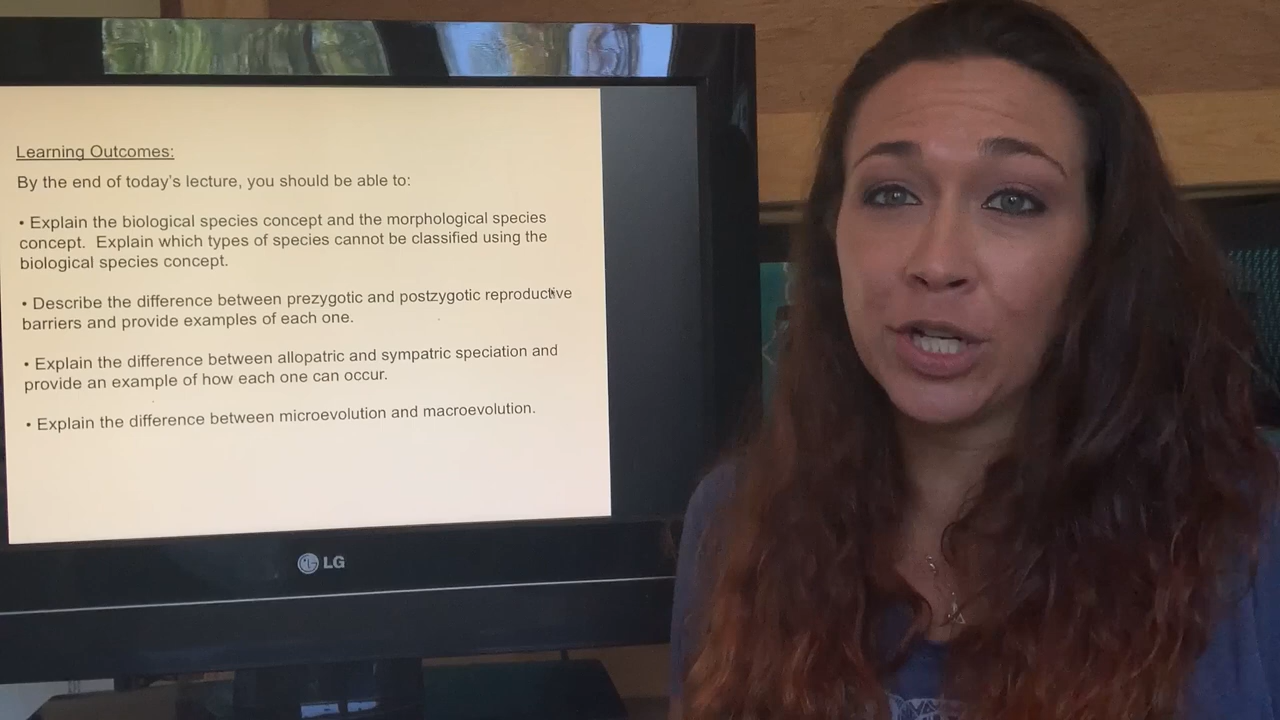 Learning Outcomes:
By the end of today's lecture, you should be able to:
• Explain the biological species concept and the morphological species
concept. Explain which types of species cannot be classified using the
biological species concept.
• Describe the difference between prezygotic and postzygotic reproductive
barriers and provide examples of each one.
• Explain the difference between allopatric and sympatric speciation and
provide an example of how each one can occur.
• Explain the difference between microevolution and macroevolution.
LG